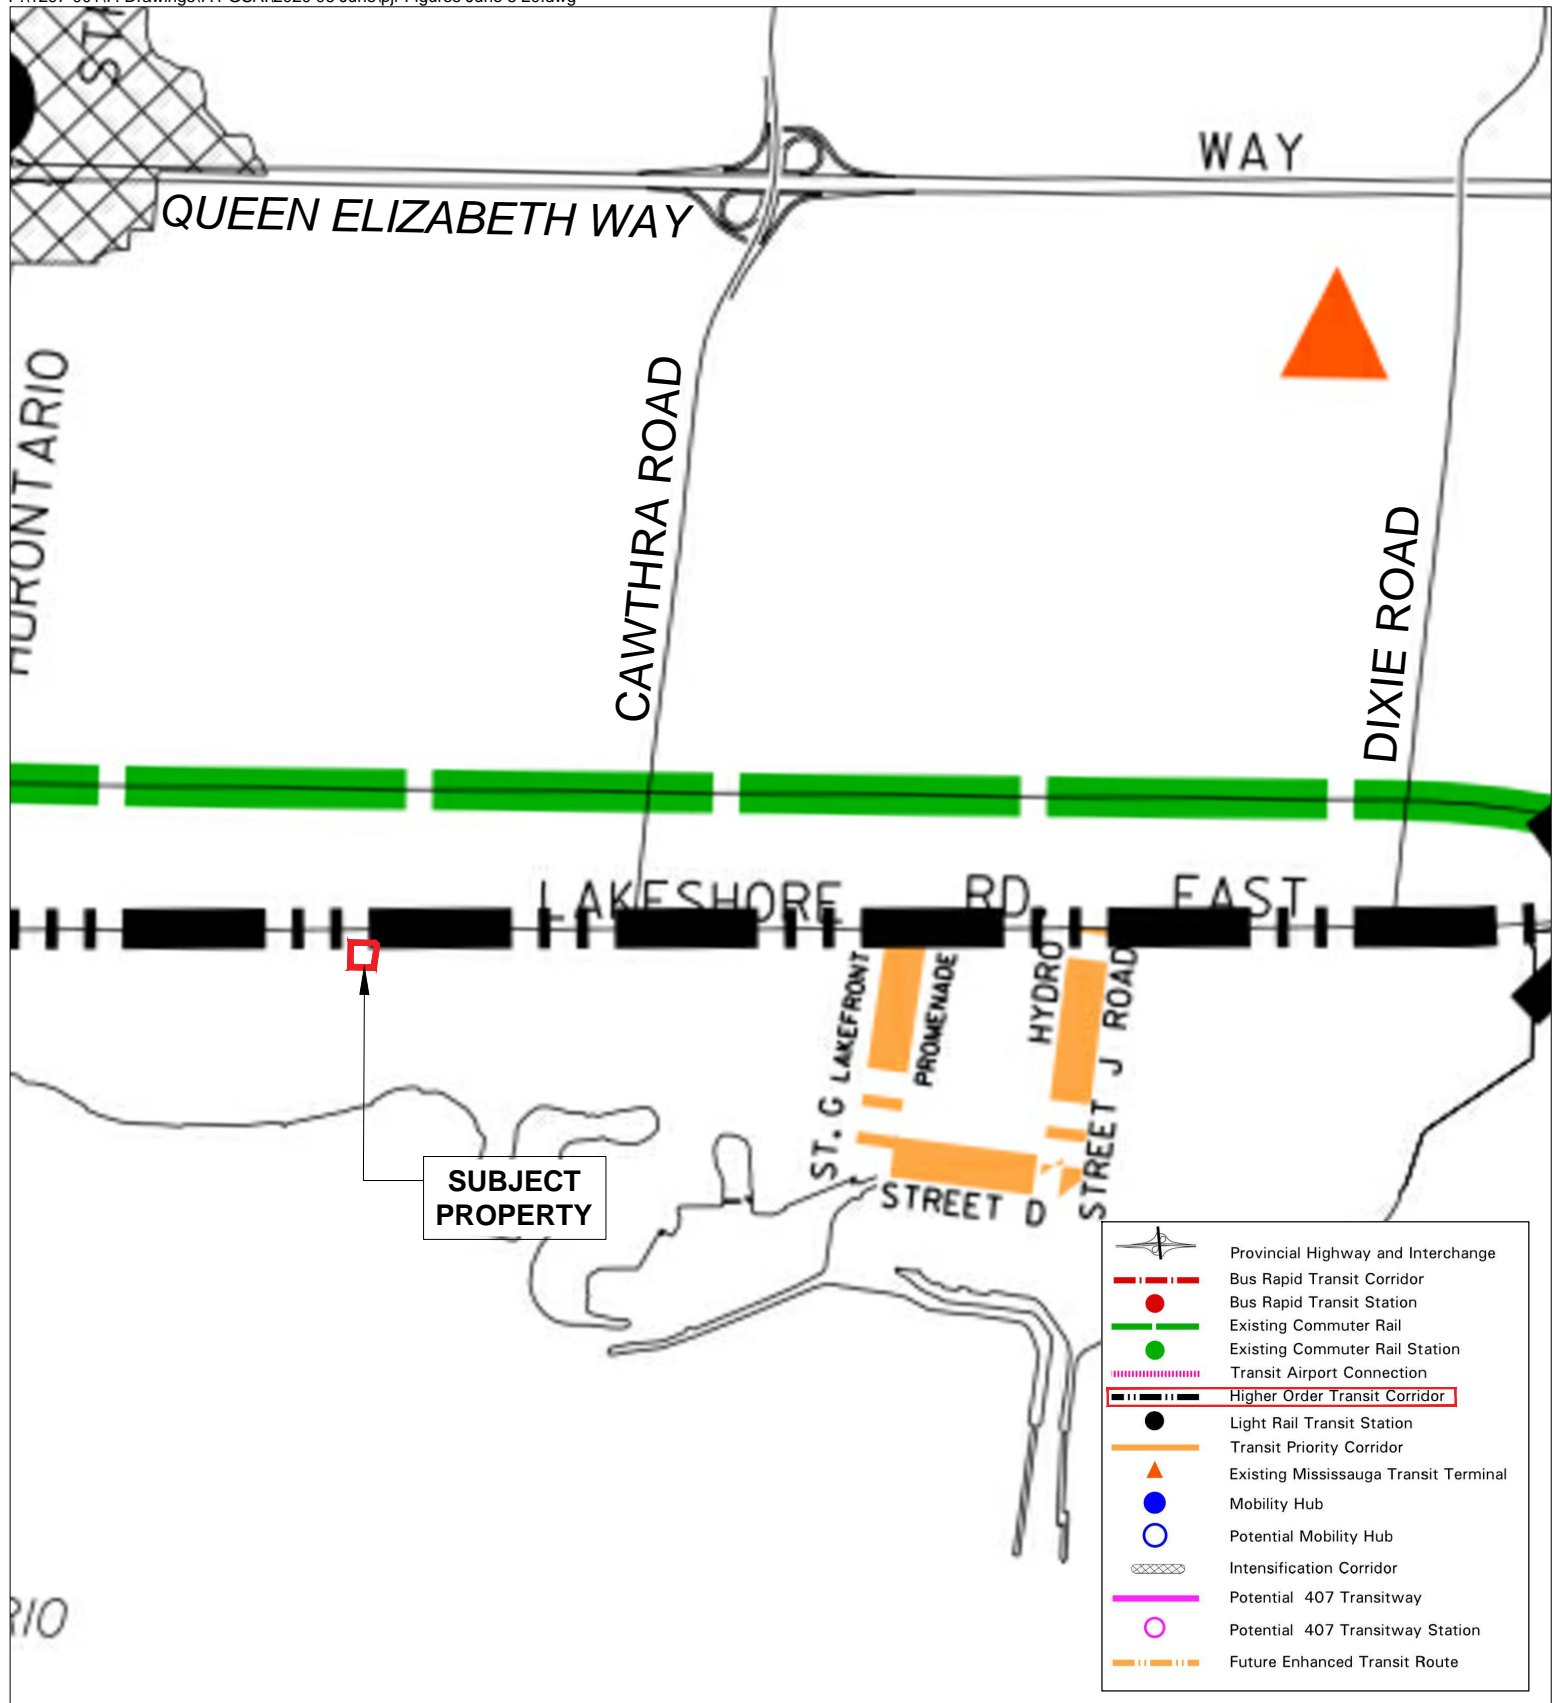 WAY
QUEEN ELIZABETH WAY
CAWTHRA ROAD
DIXIE ROAD
LAKESHORE RD. EAST
ST. G LAKEFRONT
PROMENADE
HYDRO
STREET J ROAD
STREET D
SUBJECT
PROPERTY
Provincial Highway and Interchange
Bus Rapid Transit Corridor
Bus Rapid Transit Station
Existing Commuter Rail
Existing Commuter Rail Station
Transit Airport Connection
Higher Order Transit Corridor
Light Rail Transit Station
Transit Priority Corridor
Existing Mississauga Transit Terminal
Mobility Hub
Potential Mobility Hub
Intensification Corridor
Potential 407 Transitway
Potential 407 Transitway Station
Future Enhanced Transit Route
HURONTARIO
RIO